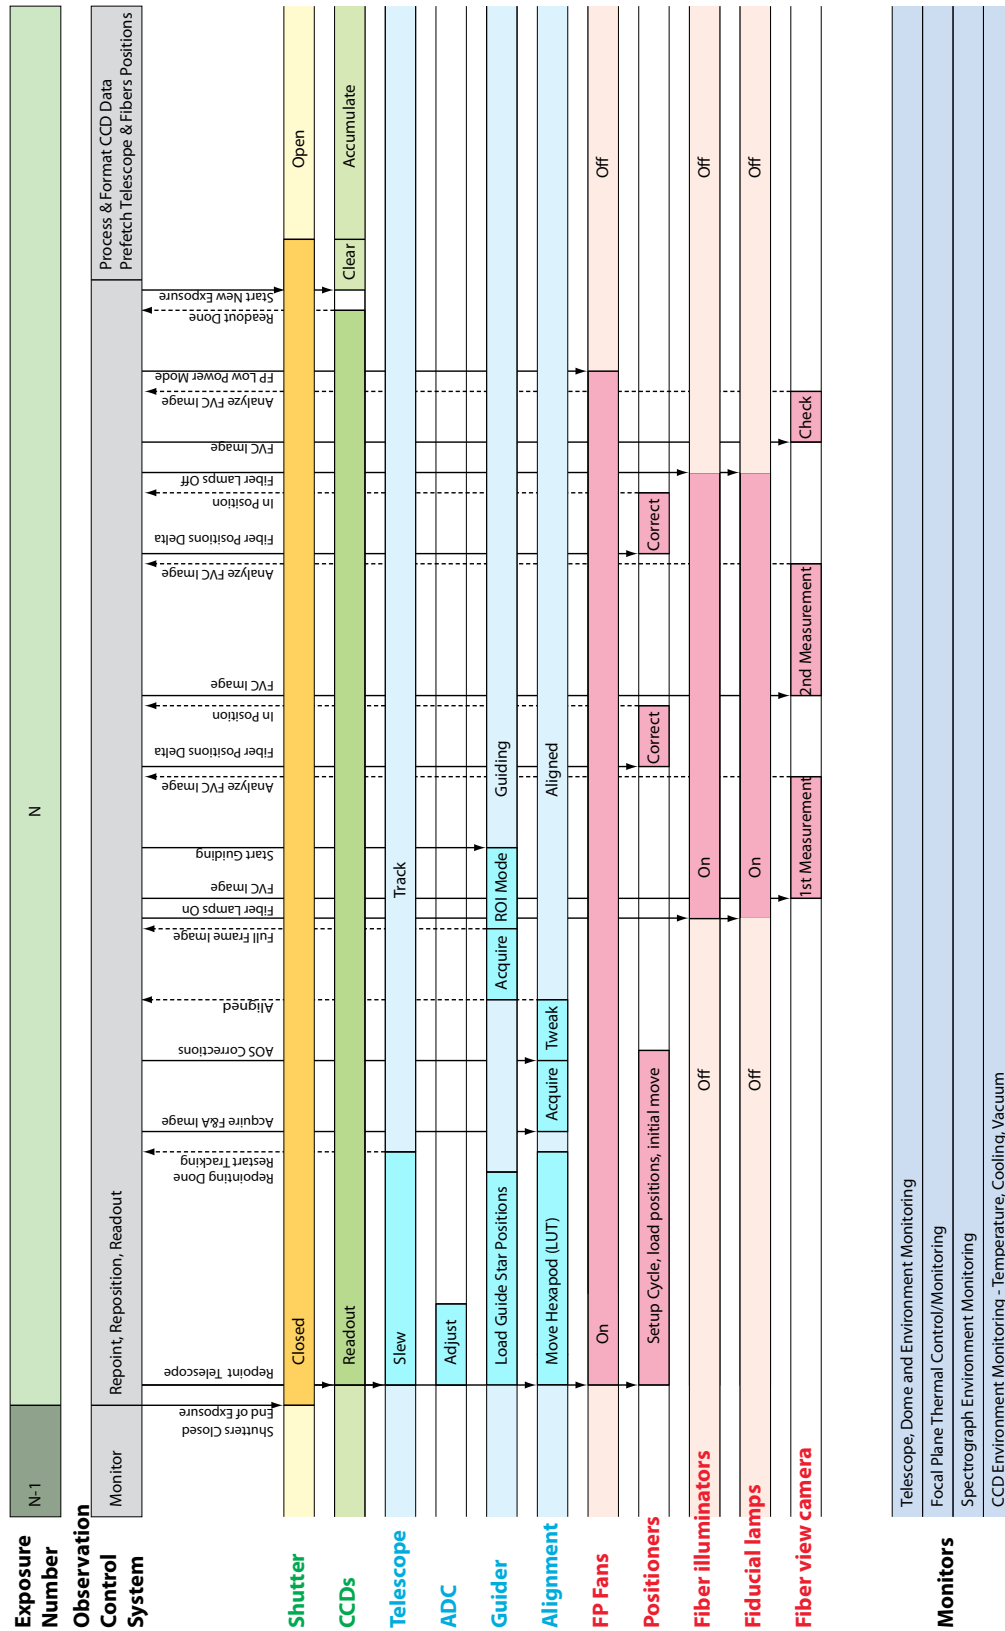 Exposure
Number
N-1
N
Observation
Control
System
Monitor
Repoint, Reposition, Readout
Process & Format CCD Data
Prefetch Telescope & Fibers Positions
Shutters Closed
End of Exposure
Repoint Telescope
Repointing Done
Restart Tracking
Acquire F&A Image
AOS Corrections
Aligned
Full Frame Image
Fiber Lamps On
FVC Image
Start Guiding
Analyze FVC Image
Fiber Positions Delta
In Position
FVC Image
Analyze FVC Image
Fiber Positions Delta
In Position
Fiber Lamps Off
FVC Image
Analyze FVC Image
FP Low Power Mode
Readout Done
Start New Exposure
Shutter
Closed
Open
CCDs
Readout
Clear
Accumulate
Telescope
Slew
Track
ADC
Adjust
Guider
Load Guide Star Positions
Acquire
ROI Mode
Guiding
Alignment
Move Hexapod (LUT)
Acquire
Tweak
Aligned
FP Fans
On
Off
Positioners
Setup Cycle, load positions, initial move
Correct
Correct
Fiber illuminators
Off
On
Off
Fiducial lamps
Off
On
Off
Fiber view camera
1st Measurement
2nd Measurement
Check
Monitors
Telescope, Dome and Environment Monitoring
Focal Plane Thermal Control/Monitoring
Spectrograph Environment Monitoring
CCD Environment Monitoring - Temperature, Cooling, Vacuum